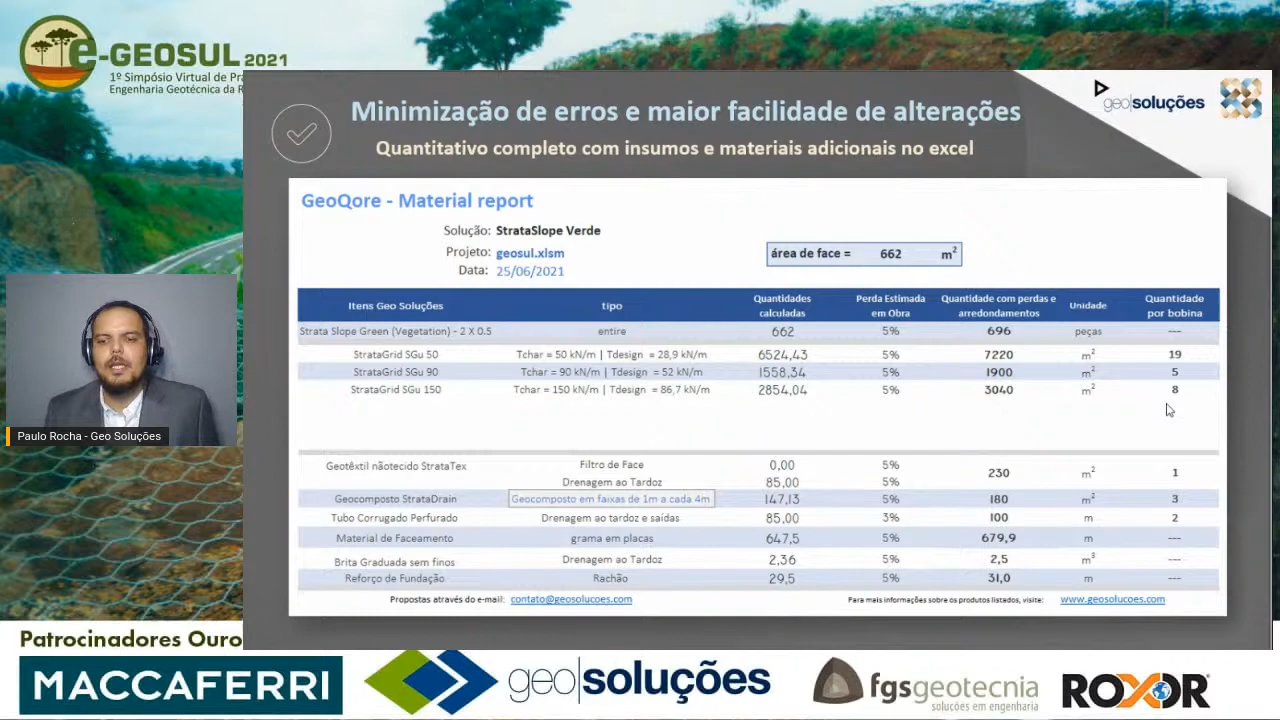 e-GEOSUL 2021
1º Simpósio Virtual de Pra
Engenharia Geotécnica da R
geo|soluções
Minimização de erros e maior facilidade de alterações
Quantitativo completo com insumos e materiais adicionais no excel
GeoQore - Material report
Solução: StrataSlope Verde
Projeto: geosul.xlsm
Data: 25/06/2021
área de face = 662 m²
Itens Geo Soluções tipo Quantidades calculadas Perda Estimada em Obra Quantidade com perdas e arredondamentos Unidade Quantidade por bobina
Strata Slope Green (Vegetation) - 2 X 0.5 entire 662 5% 696 peças ---
StrataGrid SGu 50 Tchar = 50 kN/m | Tdesign = 28,9 kN/m 6524,43 5% 7220 m² 19
StrataGrid SGu 90 Tchar = 90 kN/m | Tdesign = 52 kN/m 1558,34 5% 1900 m² 5
StrataGrid SGu 150 Tchar = 150 kN/m | Tdesign = 86,7 kN/m 2854,04 5% 3040 m² 8
Geotêxtil nãotecido StrataTex Filtro de Face 0,00 5% 230 m² 1
Drenagem ao Tardoz 85,00 5%
Geocomposto StrataDrain Geocomposto em faixas de 1m a cada 4m 147,13 5% 180 m² 3
Tubo Corrugado Perfurado Drenagem ao tardoz e saídas 85,00 3% 100 m 2
Material de Faceamento grama em placas 647,5 5% 679,9 m ---
Brita Graduada sem finos Drenagem ao Tardoz 2,36 5% 2,5 m³ ---
Reforço de Fundação Rachão 29,5 5% 31,0 m ---
Propostas através do e-mail: contato@geosolucoes.com Para mais informações sobre os produtos listados, visite: www.geosolucoes.com
Paulo Rocha - Geo Soluções
Patrocinadores Ouro
MACCAFERRI
geo|soluções
fgsgeotecnia
soluções em engenharia
ROXOR